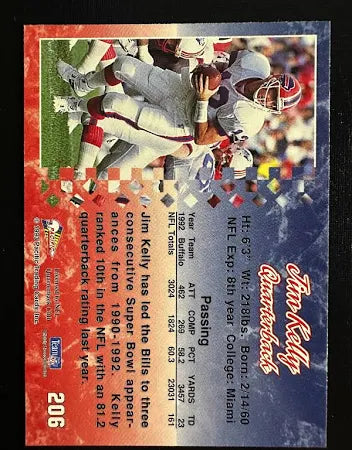 Jim Kelly
Quarterback
Ht: 6'3" Wt: 218lbs. Born: 2/14/60
NFL Exp: 8th year College: Miami
Passing
Year Team ATT COMP PCT YARDS TD
1992 Buffalo 462 269 58.2 3457 23
NFL Totals 3024 1824 60.3 23031 161
Jim Kelly has led the Bills to three
consecutive Super Bowl appear-
ances from 1990-1992. Kelly
ranked 10th in the NFL with an 81.2
quarterback rating last year.
206